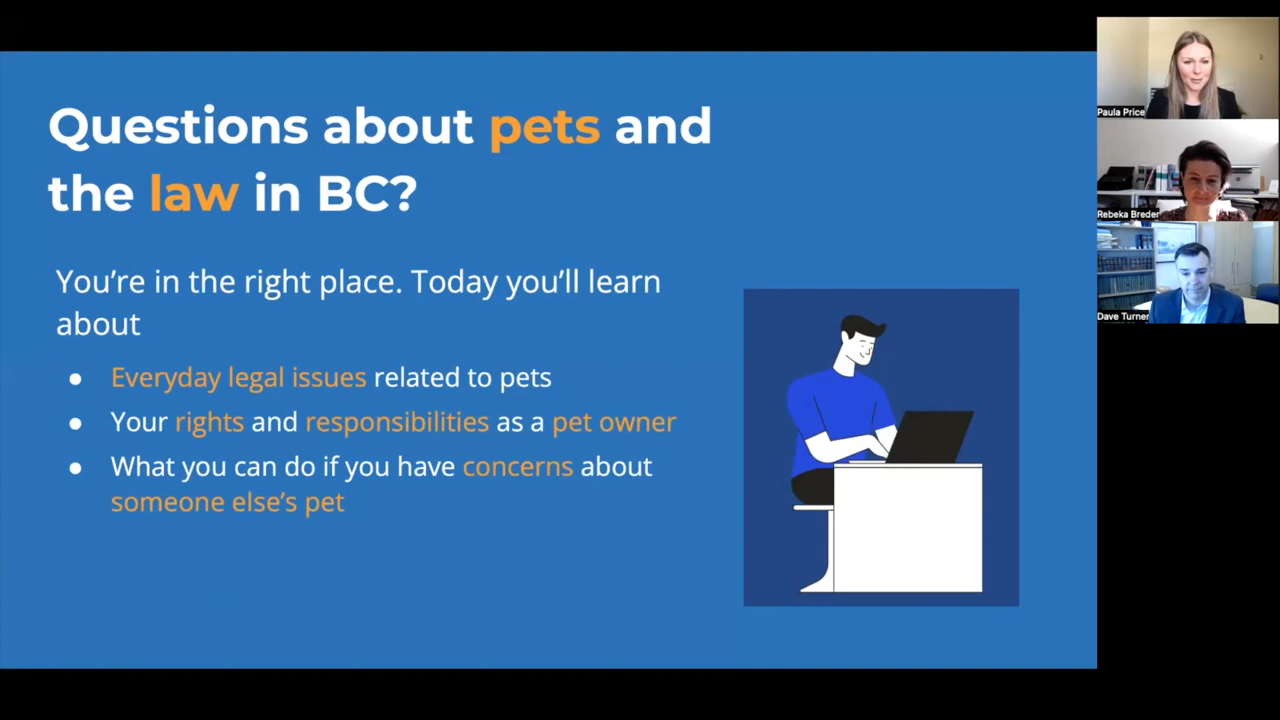 Questions about pets and
the law in BC?
You’re in the right place. Today you’ll learn
about
● Everyday legal issues related to pets
● Your rights and responsibilities as a pet owner
● What you can do if you have concerns about
someone else’s pet
Paula Price
Rebeka Breder
Dave Turner